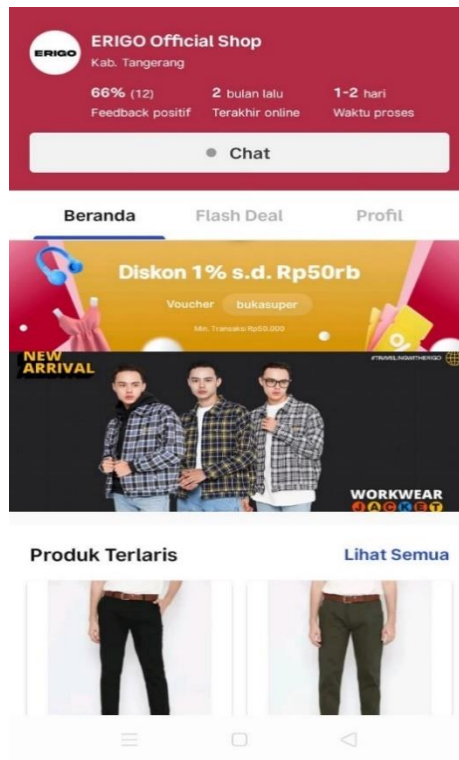 ERIGO
ERIGO Official Shop
Kab. Tangerang
66% (12)
Feedback positif
2 bulan lalu
Terakhir online
1-2 hari
Waktu proses
Chat
Beranda
Flash Deal
Profil
Diskon 1% s.d. Rp50rb
Voucher bukasuper
Min. Transaksi Rp50.000
NEW
ARRIVAL
#TRAVELINGWITHERIGO
WORKWEAR
JACKET
Produk Terlaris
Lihat Semua